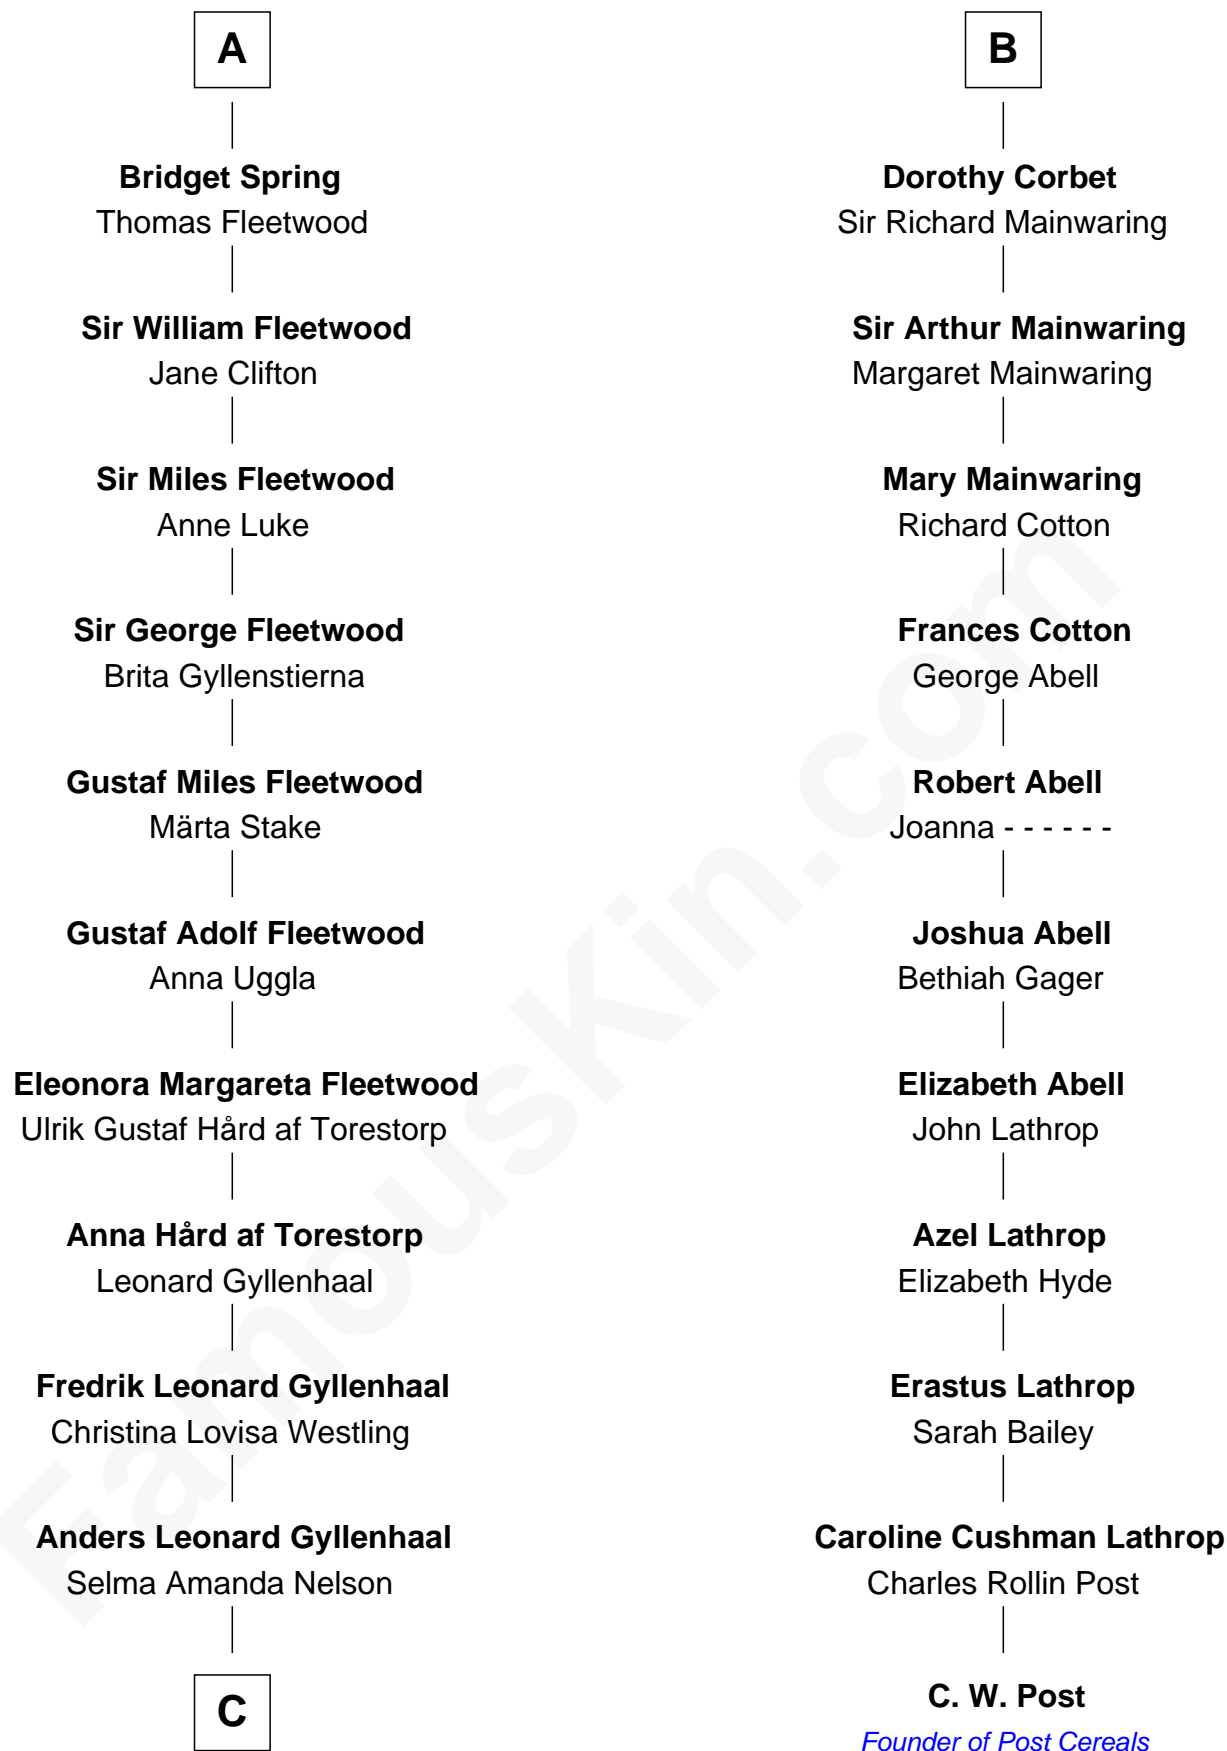 A
Bridget Spring
Thomas Fleetwood
Sir William Fleetwood
Jane Clifton
Sir Miles Fleetwood
Anne Luke
Sir George Fleetwood
Brita Gyllenstierna
Gustaf Miles Fleetwood
Märta Stake
Gustaf Adolf Fleetwood
Anna Uggla
Eleonora Margareta Fleetwood
Ulrik Gustaf Hård af Torestorp
Anna Hård af Torestorp
Leonard Gyllenhaal
Fredrik Leonard Gyllenhaal
Christina Lovisa Westling
Anders Leonard Gyllenhaal
Selma Amanda Nelson
C
B
Dorothy Corbet
Sir Richard Mainwaring
Sir Arthur Mainwaring
Margaret Mainwaring
Mary Mainwaring
Richard Cotton
Frances Cotton
George Abell
Robert Abell
Joanna - - - - - -
Joshua Abell
Bethiah Gager
Elizabeth Abell
John Lathrop
Azel Lathrop
Elizabeth Hyde
Erastus Lathrop
Sarah Bailey
Caroline Cushman Lathrop
Charles Rollin Post
C. W. Post
Founder of Post Cereals
FamousKin.com